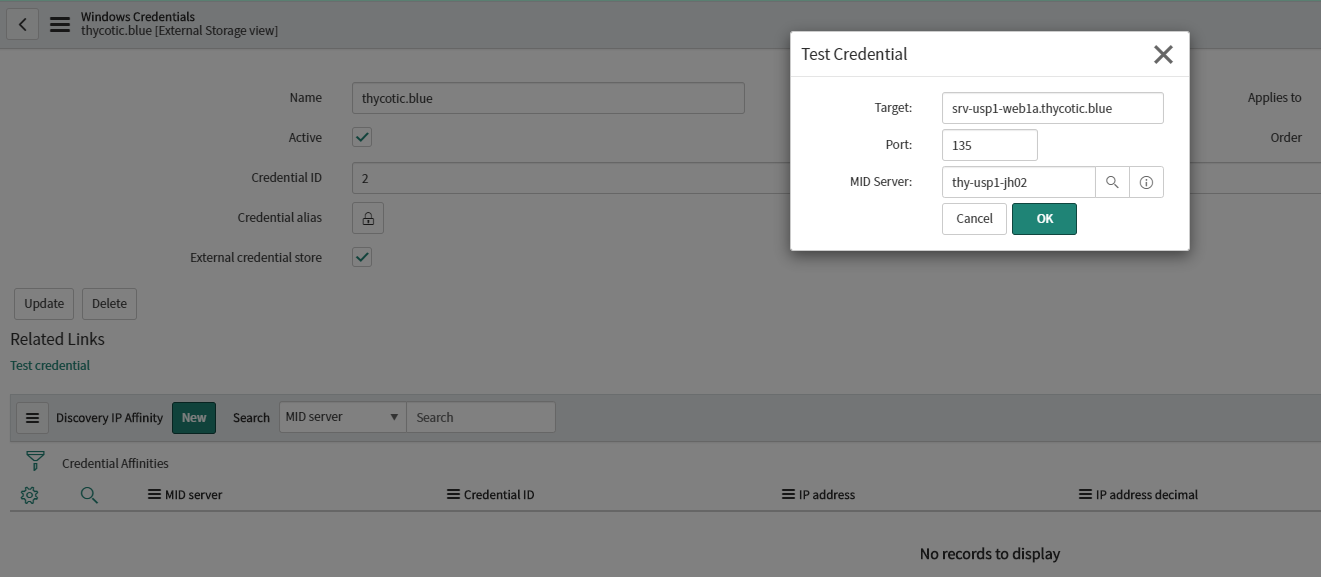 Windows Credentials
thycotic.blue [External Storage view]
Name
thycotic.blue
Active
Credential ID
2
Credential alias
External credential store
Applies to
Order
Test Credential
Target:
srv-usp1-web1a.thycotic.blue
Port:
135
MID Server:
thy-usp1-jh02
Cancel
OK
Update
Delete
Related Links
Test credential
Discovery IP Affinity
New
Search
MID server
Search
Credential Affinities
MID server
Credential ID
IP address
IP address decimal
No records to display